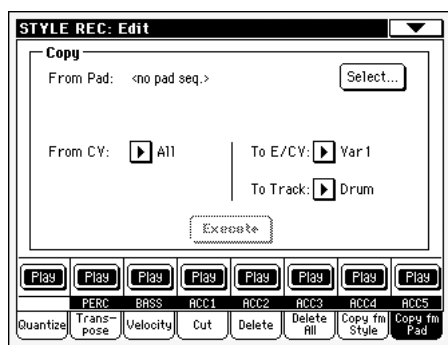 STYLE REC: Edit
Copy
From Pad: <no pad seq.> Select...
From CV: All To E/CV: Var1
To Track: Drum
Execute
Play Play Play Play Play Play Play Play
PERC BASS ACC1 ACC2 ACC3 ACC4 ACC5
Quantize Trans-pose Velocity Cut Delete Delete All Copy fm Style Copy fm Pad